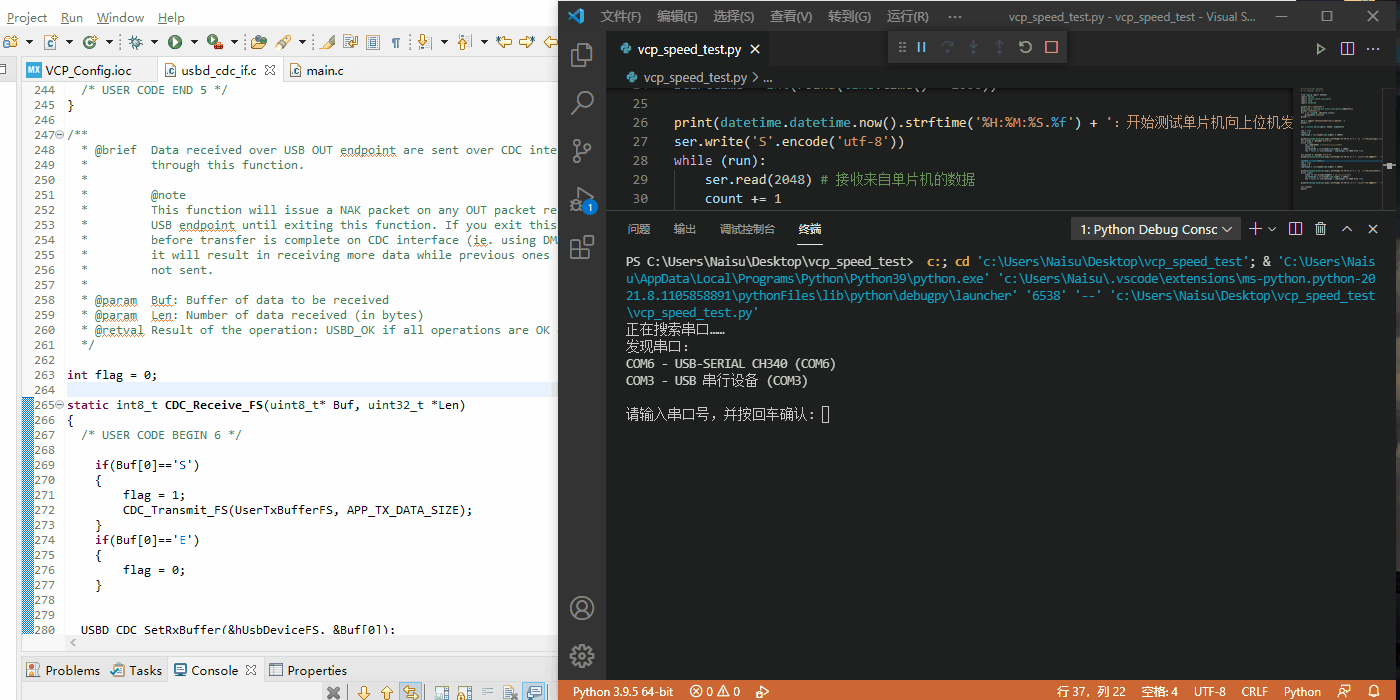 Project Run Window Help
VCP_Config.ioc usbd_cdc_if.c main.c
244 /* USER CODE END 5 */
245 }
246
247 /**
248 * @brief Data received over USB OUT endpoint are sent over CDC inte
249 * through this function.
250 *
251 * @note
252 * This function will issue a NAK packet on any OUT packet re
253 * USB endpoint until exiting this function. If you exit this
254 * before transfer is complete on CDC interface (ie. using DM
255 * it will result in receiving more data while previous ones
256 * not sent.
257 *
258 * @param Buf: Buffer of data to be received
259 * @param Len: Number of data received (in bytes)
260 * @retval Result of the operation: USBD_OK if all operations are OK
261 */
262
263 int flag = 0;
264
265 static int8_t CDC_Receive_FS(uint8_t* Buf, uint32_t *Len)
266 {
267 /* USER CODE BEGIN 6 */
268
269 if(Buf[0]=='S')
270 {
271 flag = 1;
272 CDC_Transmit_FS(UserTxBufferFS, APP_TX_DATA_SIZE);
273 }
274 if(Buf[0]=='E')
275 {
276 flag = 0;
277 }
278
279
280 USBD_CDC_SetRxBuffer(&hUsbDeviceFS, &Buf[0]);
Problems Tasks Console Properties
文件(F) 编辑(E) 选择(S) 查看(V) 转到(G) 运行(R) ··· vcp_speed_test.py - vcp_speed_test - Visual S...
vcp_speed_test.py
vcp_speed_test.py > ...
25
26 print(datetime.datetime.now().strftime('%H:%M:%S.%f') + ': 开始测试单片机向上位机发
27 ser.write('S'.encode('utf-8'))
28 while (run):
29 ser.read(2048) # 接收来自单片机的数据
30 count += 1
问题 输出 调试控制台 终端 1: Python Debug Consc
PS C:\Users\Naisu\Desktop\vcp_speed_test> c:; cd 'c:\Users\Naisu\Desktop\vcp_speed_test'; & 'C:\Users\Nais
u\AppData\Local\Programs\Python\Python39\python.exe' 'c:\Users\Naisu\.vscode\extensions\ms-python.python-20
21.8.1105858891\pythonFiles\lib\python\debugpy\launcher' '6538' '--' 'c:\Users\Naisu\Desktop\vcp_speed_test
\vcp_speed_test.py'
正在搜索串口……
发现串口:
COM6 - USB-SERIAL CH340 (COM6)
COM3 - USB 串行设备 (COM3)
请输入串口号，并按回车确认:
1
Python 3.9.5 64-bit 0 0 行 37，列 22 空格: 4 UTF-8 CRLF Python